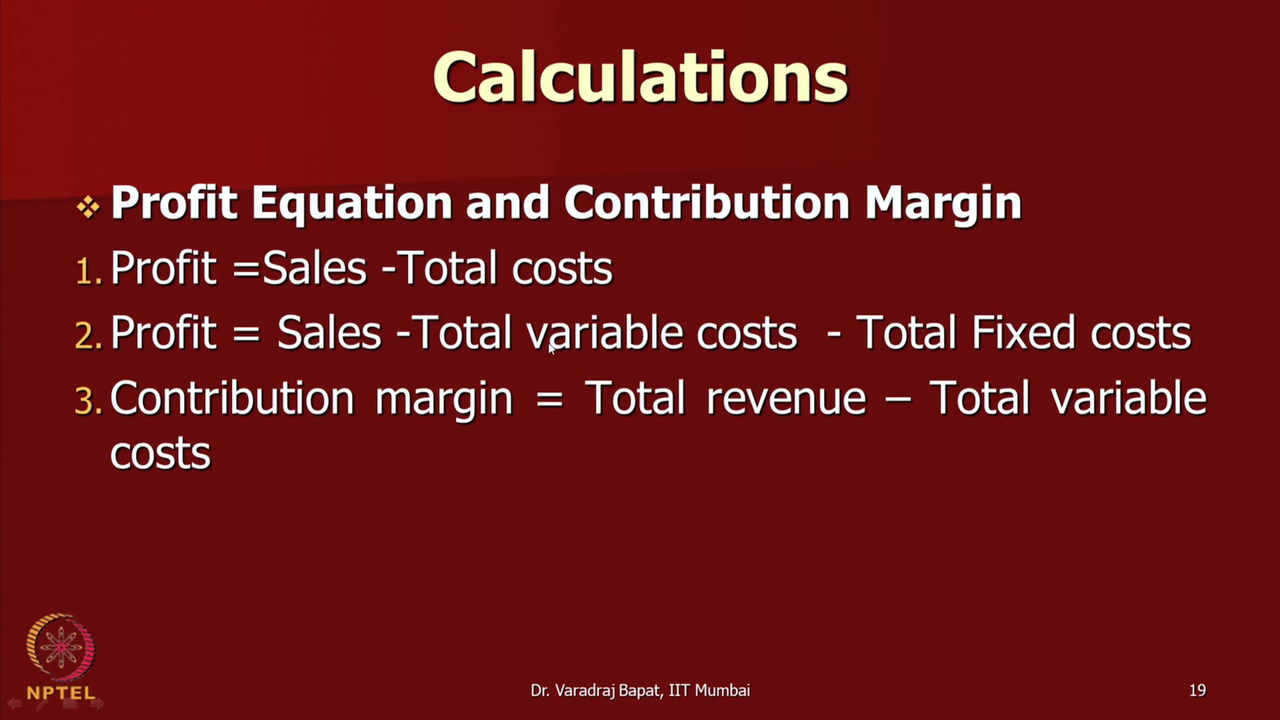 Calculations
❖ Profit Equation and Contribution Margin
1. Profit =Sales -Total costs
2. Profit = Sales -Total variable costs - Total Fixed costs
3. Contribution margin = Total revenue – Total variable
costs
NPTEL
Dr. Varadraj Bapat, IIT Mumbai
19